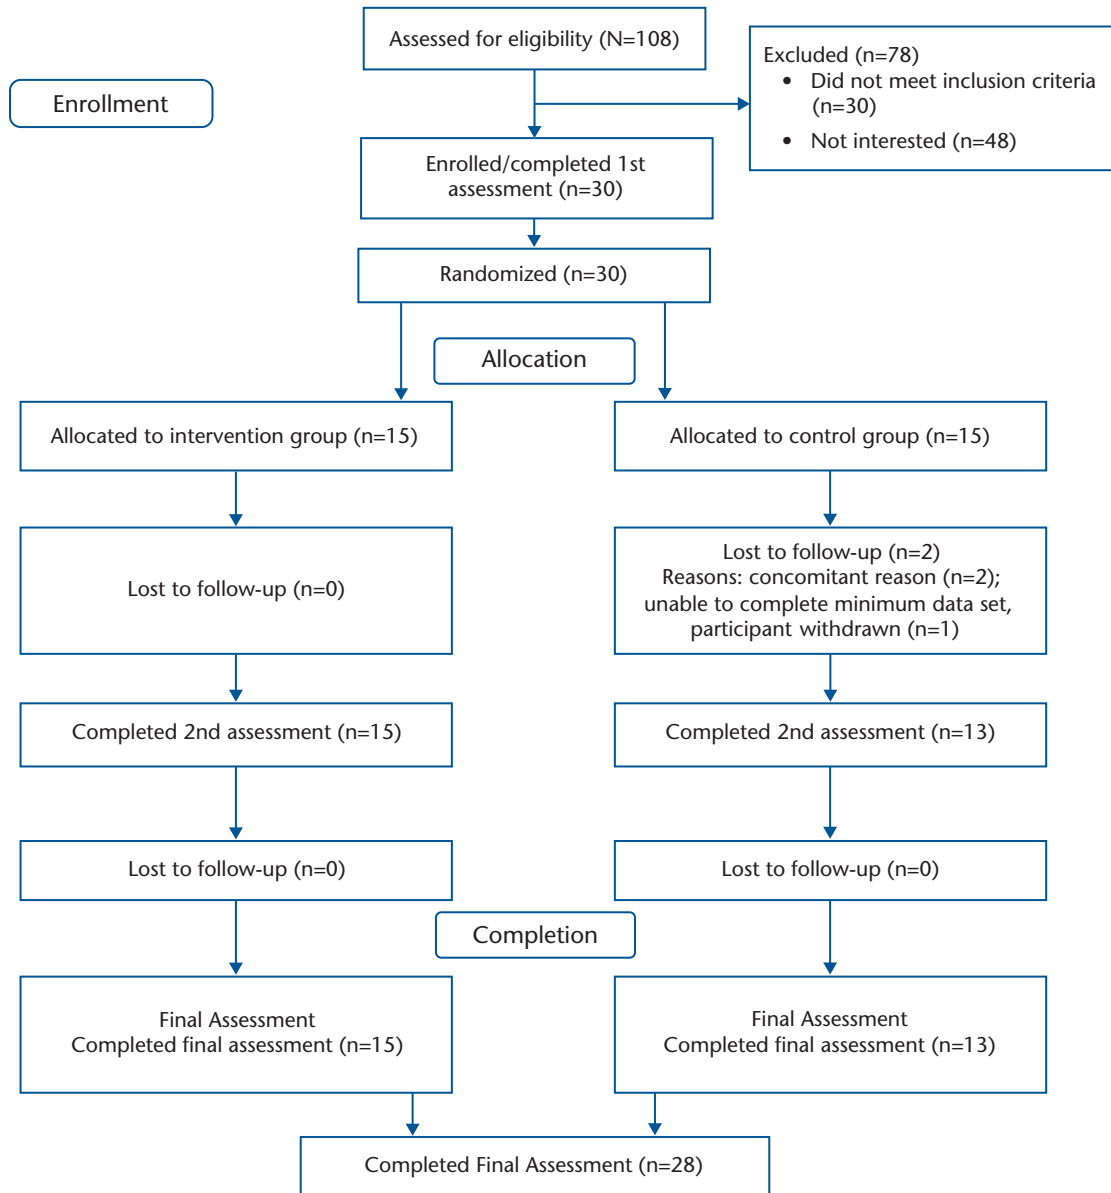 Assessed for eligibility (N=108)
Excluded (n=78)
• Did not meet inclusion criteria
(n=30)
• Not interested (n=48)
Enrollment
Enrolled/completed 1st
assessment (n=30)
Randomized (n=30)
Allocation
Allocated to intervention group (n=15)
Allocated to control group (n=15)
Lost to follow-up (n=0)
Lost to follow-up (n=2)
Reasons: concomitant reason (n=2);
unable to complete minimum data set,
participant withdrawn (n=1)
Completed 2nd assessment (n=15)
Completed 2nd assessment (n=13)
Lost to follow-up (n=0)
Lost to follow-up (n=0)
Completion
Final Assessment
Completed final assessment (n=15)
Final Assessment
Completed final assessment (n=13)
Completed Final Assessment (n=28)